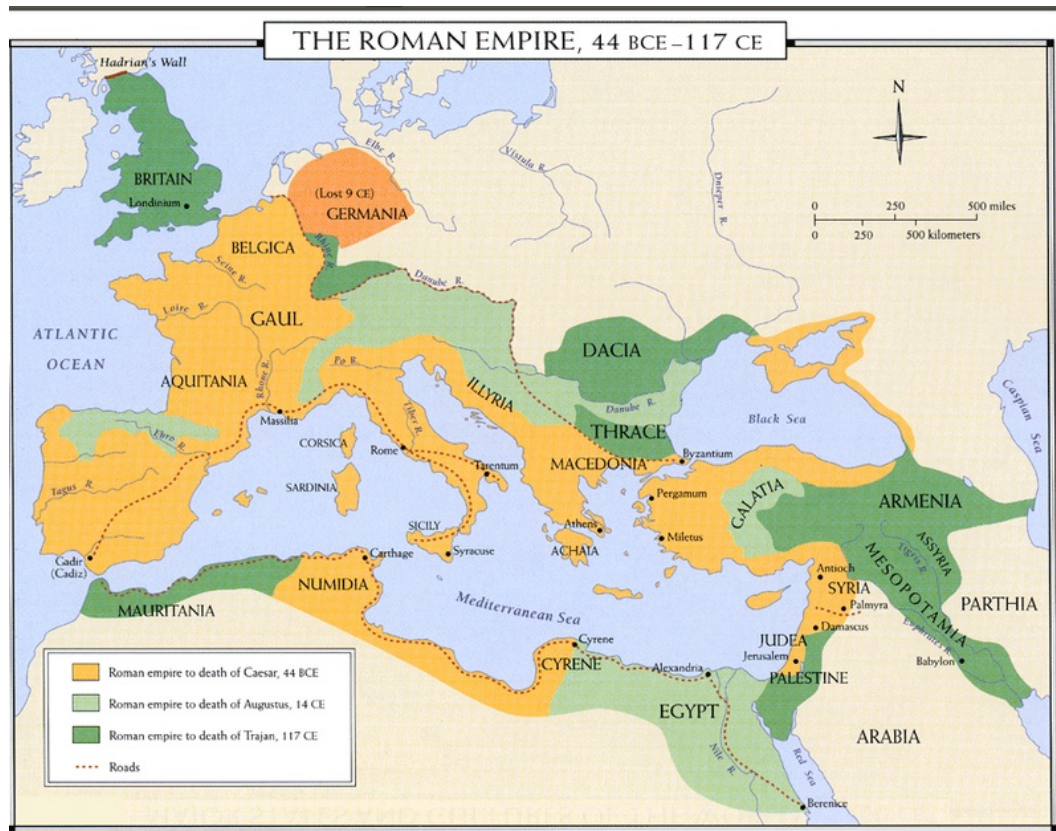 THE ROMAN EMPIRE, 44 BCE–117 CE
Hadrian's Wall
N
BRITAIN
Londinium
Elbe R.
Vistula R.
Dnieper R.
(Lost 9 CE)
GERMANIA
0 250 500 miles
0 250 500 kilometers
BELGICA
Rhine R.
Seine R.
Danube R.
Loire R.
GAUL
ATLANTIC
OCEAN
DACIA
Po R.
AQUITANIA
Rhone R.
ILLYRIA
Danube R.
Caspian Sea
Massilia
Tiber R.
Black Sea
Ebro R.
CORSICA
Rome
THRACE
Byzantium
MACEDONIA
Tarentum
Tagus R.
SARDINIA
Pergamum
GALATIA
ARMENIA
SICILY
Athens
ACHAIA
Miletus
ASSYRIA
Tigris R.
Gadir
(Cadiz)
Carthage
Syracuse
NUMIDIA
Antioch
SYRIA
MESOPOTAMIA
MAURITANIA
Mediterranean Sea
Palmyra
PARTHIA
Damascus
Euphrates R.
Cyrene
CYRENE
JUDEA
Jerusalem
Babylon
Alexandria
PALESTINE
EGYPT
ARABIA
Nile R.
Red Sea
Berenice
Roman empire to death of Caesar, 44 BCE
Roman empire to death of Augustus, 14 CE
Roman empire to death of Trajan, 117 CE
Roads